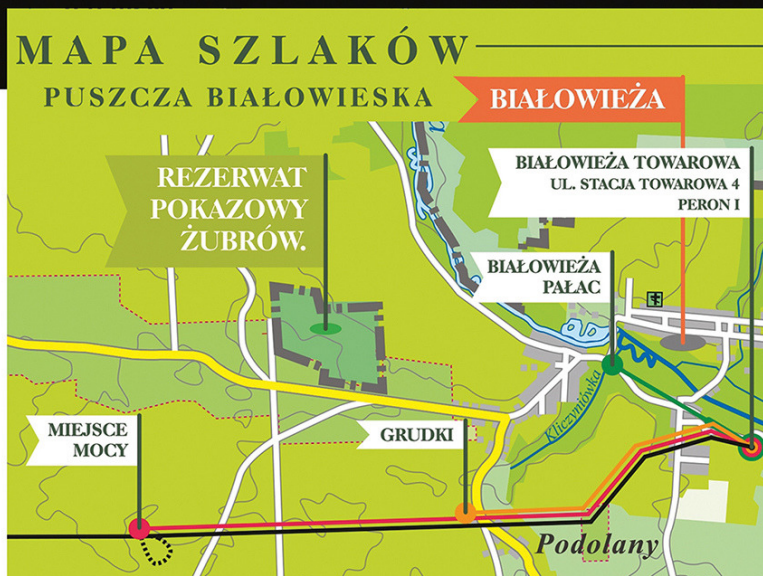 MAPA SZLAKÓW
PUSZCZA BIAŁOWIESKA
BIAŁOWIEŻA
REZERWAT
POKAZOWY
ŻUBRÓW.
BIAŁOWIEŻA TOWAROWA
UL. STACJA TOWAROWA 4
PERON I
BIAŁOWIEŻA
PAŁAC
Kliczyniówka
MIEJSCE
MOCY
GRUDKI
Podolany